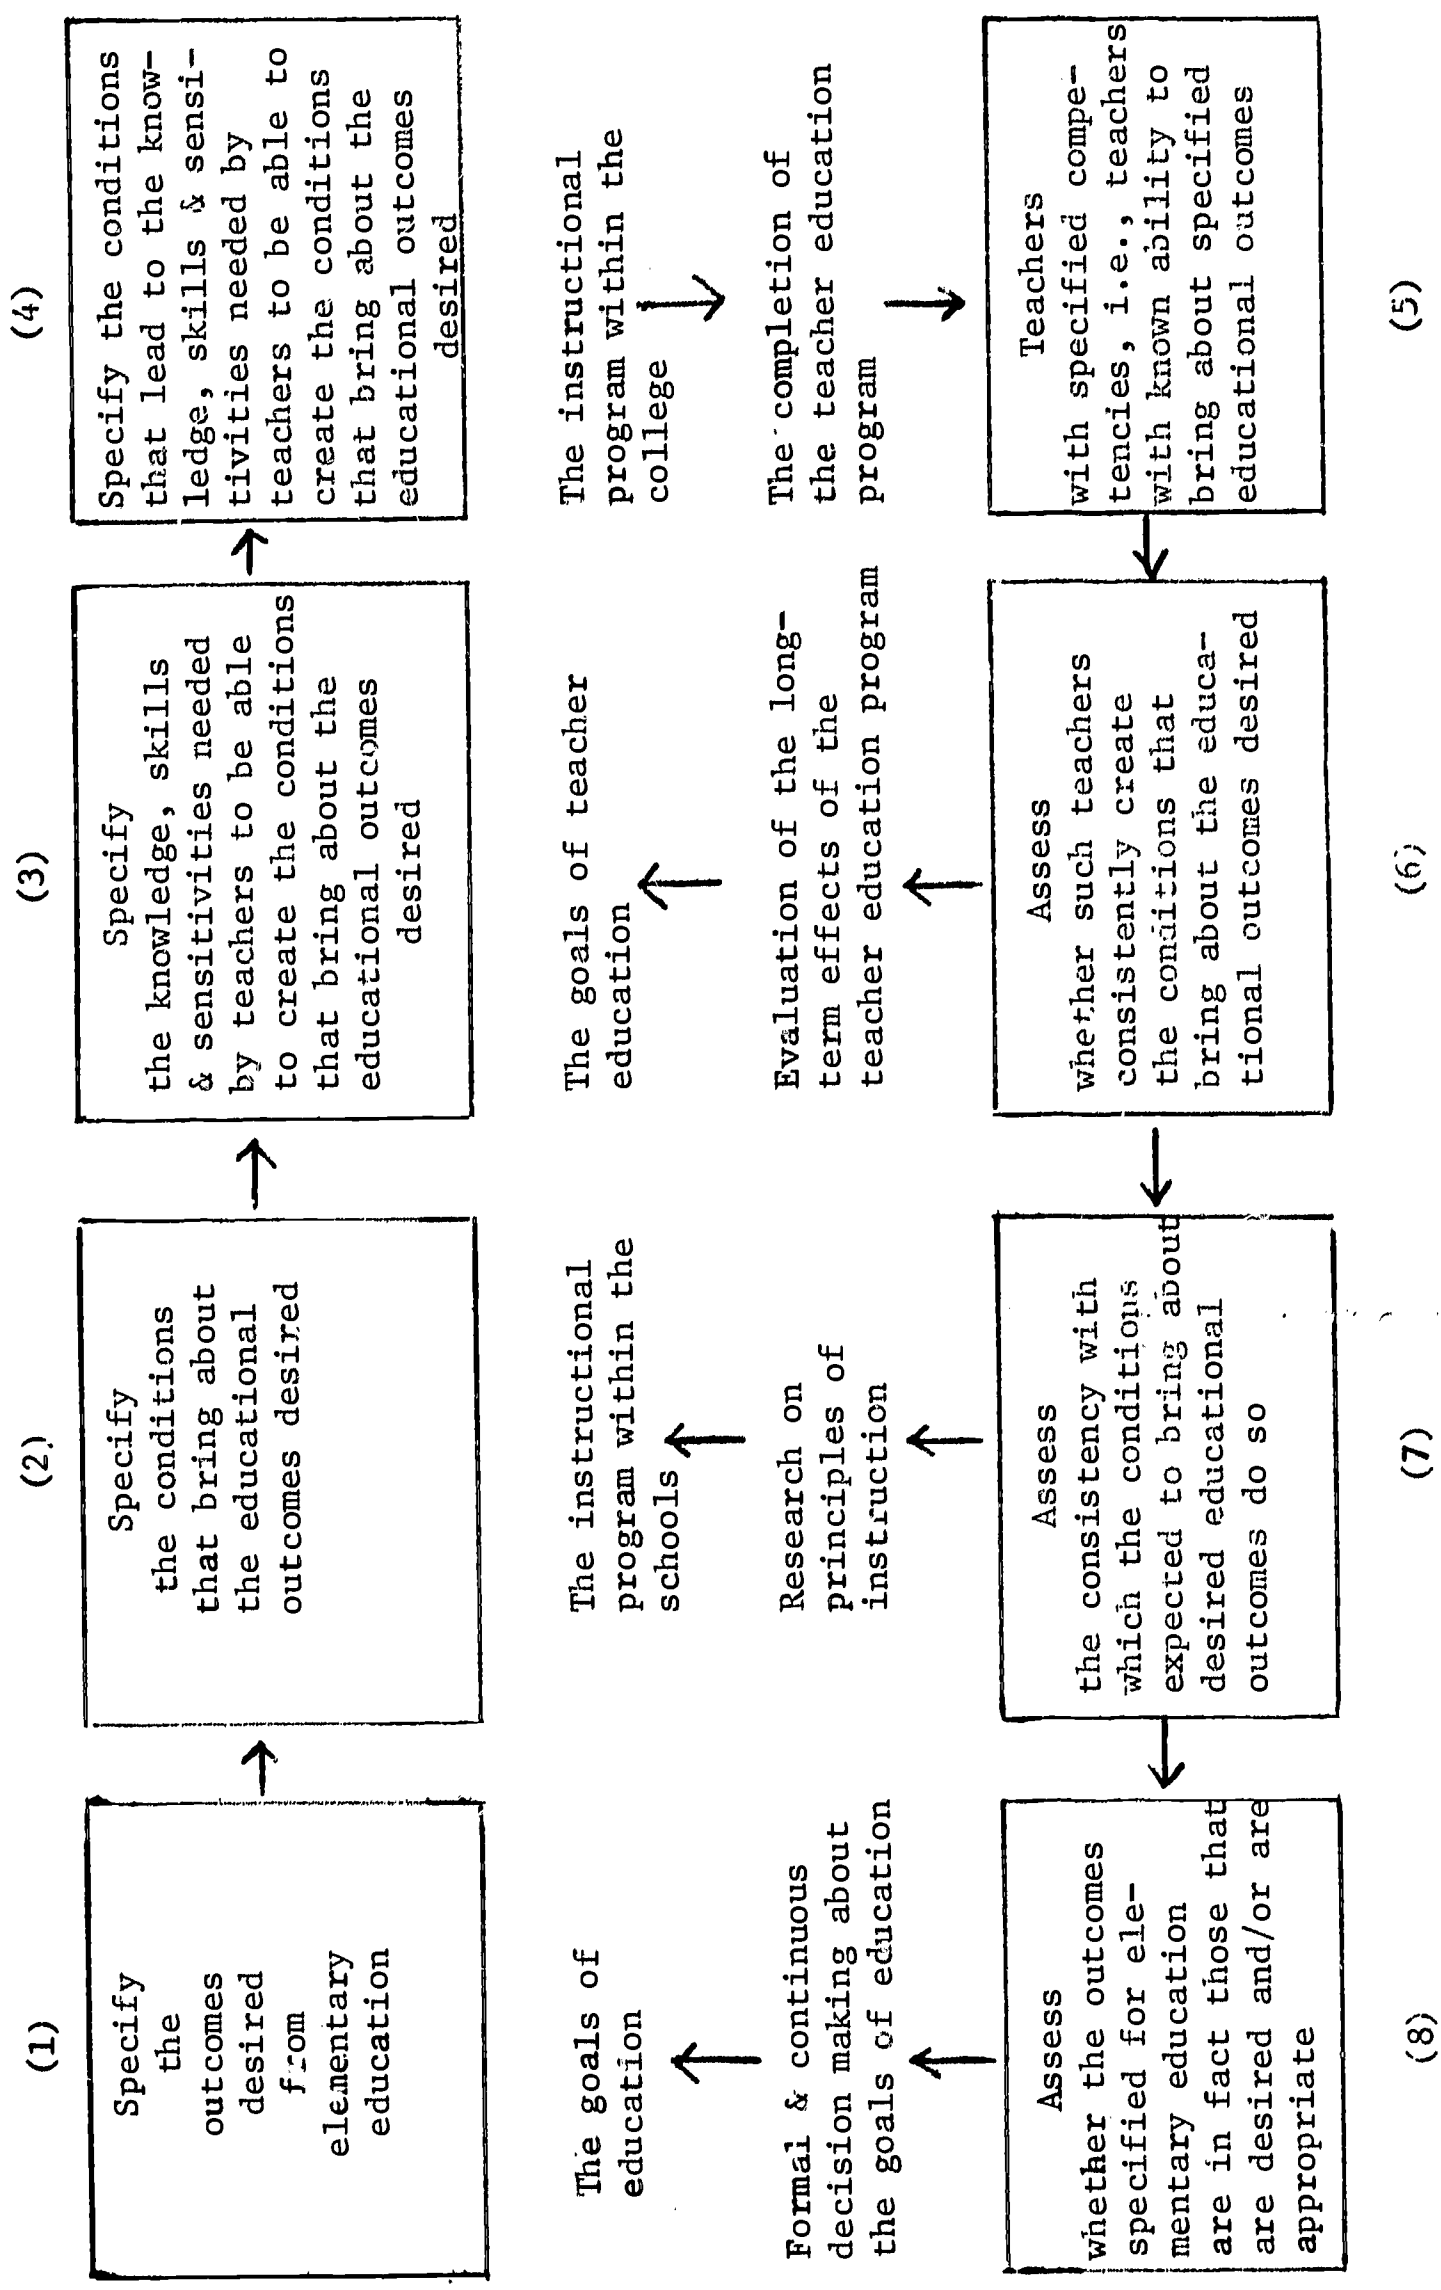 (1)
Specify
the
outcomes
desired
from
elementary
education
(2)
Specify
the conditions
that bring about
the educational
outcomes desired
(3)
Specify
the knowledge, skills
& sensitivities needed
by teachers to be able
to create the conditions
that bring about the
educational outcomes
desired
(4)
Specify the conditions
that lead to the know-
ledge, skills & sensi-
tivities needed by
teachers to be able to
create the conditions
that bring about the
educational outcomes
desired
The goals of
education
The instructional
program within the
schools
The goals of teacher
education
The instructional
program within the
college
Formal & continuous
decision making about
the goals of education
Research on
principles of
instruction
Evaluation of the long-
term effects of the
teacher education program
The completion of
the teacher education
program
Assess
whether the outcomes
specified for ele-
mentary education
are in fact those that
are desired and/or are
appropriate
(8)
Assess
the consistency with
which the conditions
expected to bring about
desired educational
outcomes do so
(7)
Assess
whether such teachers
consistently create
the conditions that
bring about the educa-
tional outcomes desired
(6)
Teachers
with specified compe-
tencies, i.e., teachers
with known ability to
bring about specified
educational outcomes
(5)